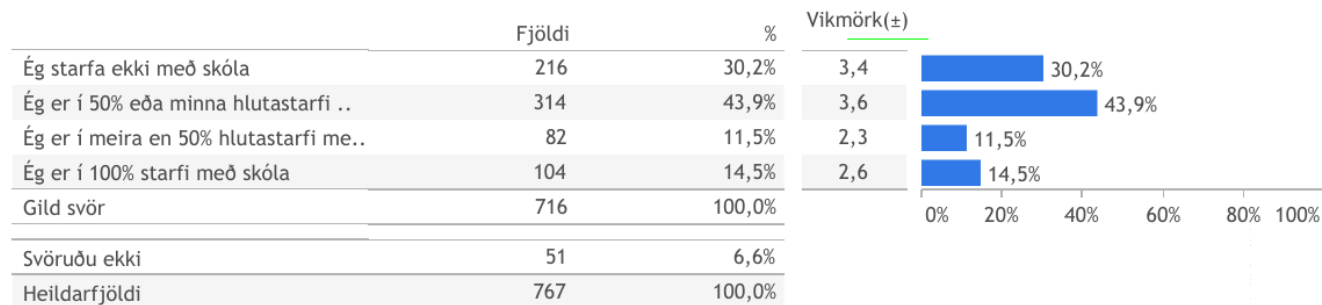 Fjöldi % Vikmörk(±)
Ég starfa ekki með skóla 216 30,2% 3,4 30,2%
Ég er í 50% eða minna hlutastarfi .. 314 43,9% 3,6 43,9%
Ég er í meira en 50% hlutastarfi me.. 82 11,5% 2,3 11,5%
Ég er í 100% starfi með skóla 104 14,5% 2,6 14,5%
Gild svör 716 100,0%
0% 20% 40% 60% 80% 100%
Svöruðu ekki 51 6,6%
Heildarfjöldi 767 100,0%